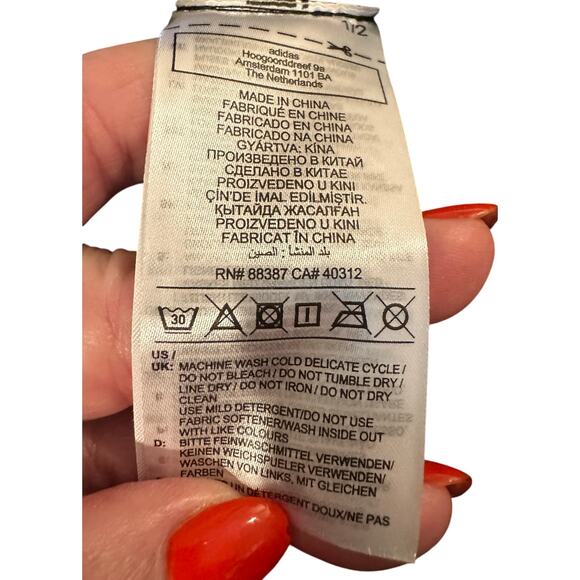 1/2
adidas
Hoogoorddreef 9a
Amsterdam 1101 BA
The Netherlands
MADE IN CHINA
FABRIQUÉ EN CHINE
FABRICADO EN CHINA
FABRICADO NA CHINA
GYÁRTVA: KÍNA
ПРОИЗВЕДЕНО В КИТАЙ
СДЕЛАНО В КИТАЕ
PROIZVEDENO U KINI
ÇİN'DE İMAL EDİLMİŞTİR.
ҚЫТАЙДА ЖАСАЛҒАН
PROIZVEDENO U KINI
FABRICAT ÎN CHINA
بلد المنشأ : الصين
RN# 88387 CA# 40312
30
US /
UK: MACHINE WASH COLD DELICATE CYCLE /
DO NOT BLEACH / DO NOT TUMBLE DRY /
LINE DRY / DO NOT IRON / DO NOT DRY
CLEAN
USE MILD DETERGENT/DO NOT USE
FABRIC SOFTENER/WASH INSIDE OUT
WITH LIKE COLOURS
D: BITTE FEINWASCHMITTEL VERWENDEN/
KEINEN WEICHSPUELER VERWENDEN/
WASCHEN VON LINKS, MIT GLEICHEN
FARBEN
UN DETERGENT DOUX/NE PAS